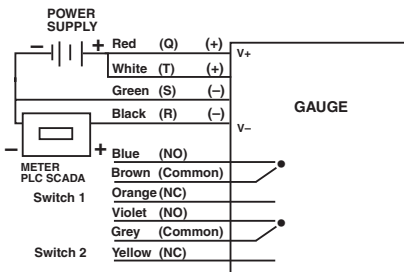 POWER
SUPPLY
– + Red (Q) (+) V+
White (T) (+)
Green (S) (–)
GAUGE
Black (R) (–) V–
– + Blue (NO)
METER
PLC SCADA
Brown (Common)
Switch 1 Orange (NC)
Violet (NO)
Grey (Common)
Switch 2 Yellow (NC)